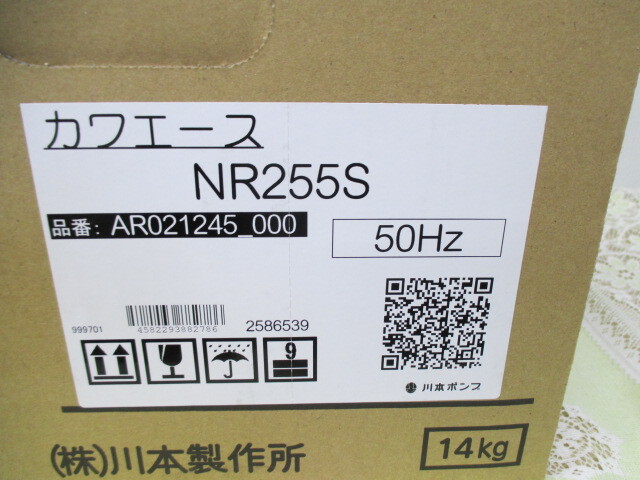 カワエース
NR255S
品番: AR021245_000
50Hz
999701
4582293882786
2586539
9
川本ポンプ
(株)川本製作所
14kg